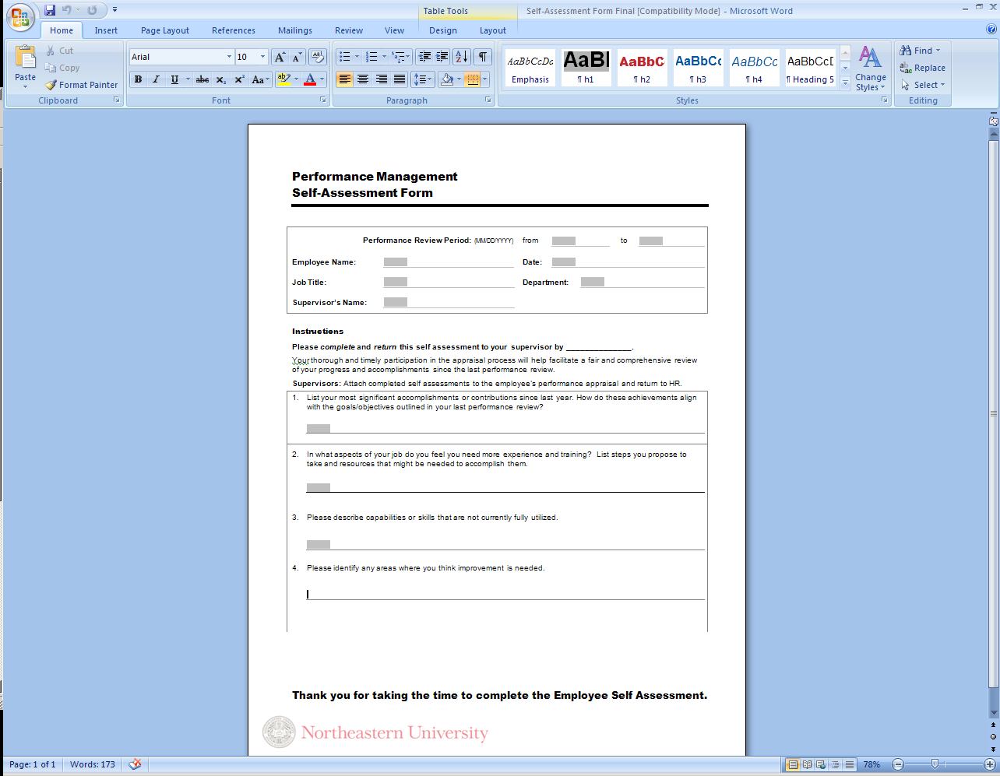 Table Tools
Self-Assessment Form Final [Compatibility Mode] - Microsoft Word
Home Insert Page Layout References Mailings Review View Design Layout
Paste
Cut
Copy
Format Painter
Clipboard
Arial 10
B I U abc x₂ x² Aa ab A
Font
Paragraph
AaBbCcDc AaBl AaBbC AaBbCc AaBbCc AaBbCcD
Emphasis ¶ h1 ¶ h2 ¶ h3 ¶ h4 ¶ Heading 5
Change Styles
Styles
Find
Replace
Select
Editing
Performance Management
Self-Assessment Form
Performance Review Period: (MM/DD/YYYY) from to
Employee Name: Date:
Job Title: Department:
Supervisor's Name:
Instructions
Please complete and return this self assessment to your supervisor by _______________.
Your thorough and timely participation in the appraisal process will help facilitate a fair and comprehensive review
of your progress and accomplishments since the last performance review.
Supervisors: Attach completed self assessments to the employee's performance appraisal and return to HR.
1. List your most significant accomplishments or contributions since last year. How do these achievements align
with the goals/objectives outlined in your last performance review?
2. In what aspects of your job do you feel you need more experience and training? List steps you propose to
take and resources that might be needed to accomplish them.
3. Please describe capabilities or skills that are not currently fully utilized.
4. Please identify any areas where you think improvement is needed.
Thank you for taking the time to complete the Employee Self Assessment.
Northeastern University
Page: 1 of 1 Words: 173 78%